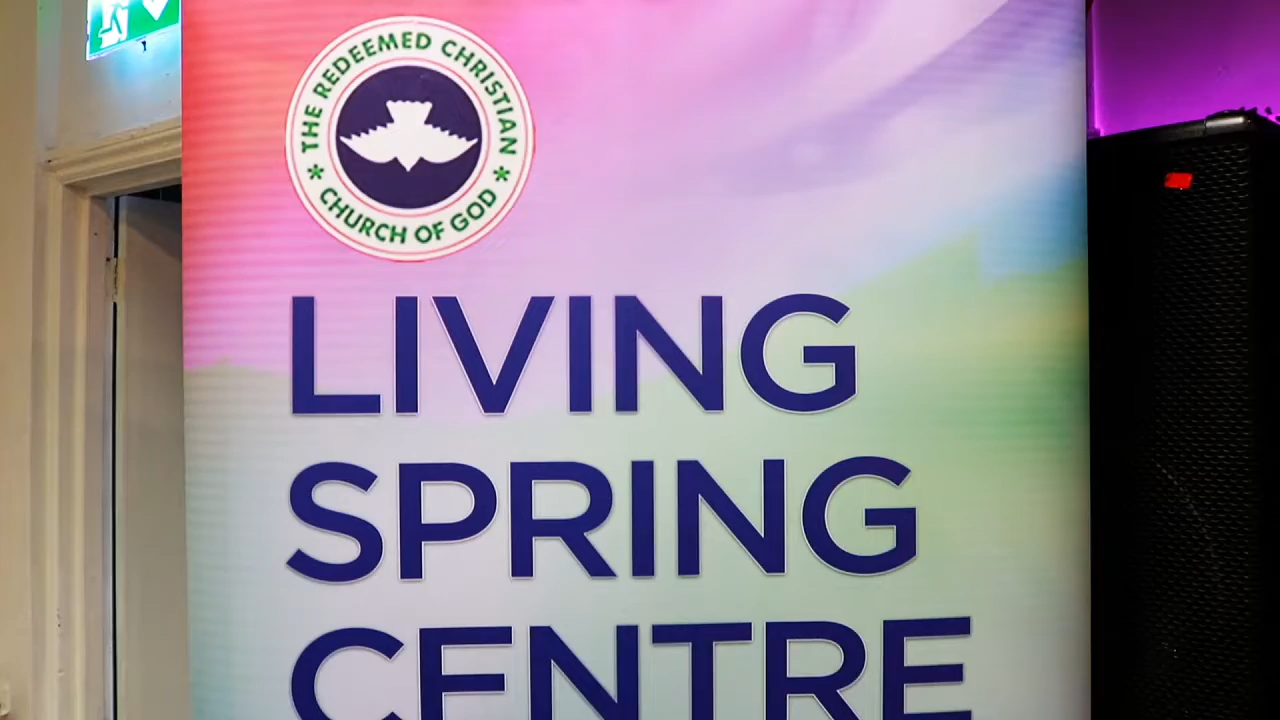 THE REDEEMED CHRISTIAN
CHURCH OF GOD
LIVING
SPRING
CENTRE